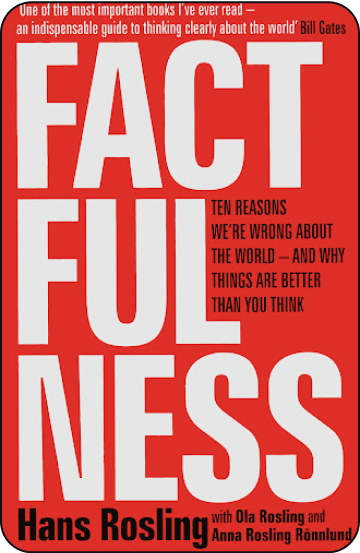 'One of the most important books I've ever read –
an indispensable guide to thinking clearly about the world' Bill Gates
FACT
FUL
TEN REASONS
WE'RE WRONG ABOUT
THE WORLD – AND WHY
THINGS ARE BETTER
THAN YOU THINK
NESS
Hans Rosling
with Ola Rosling and
Anna Rosling Rönnlund